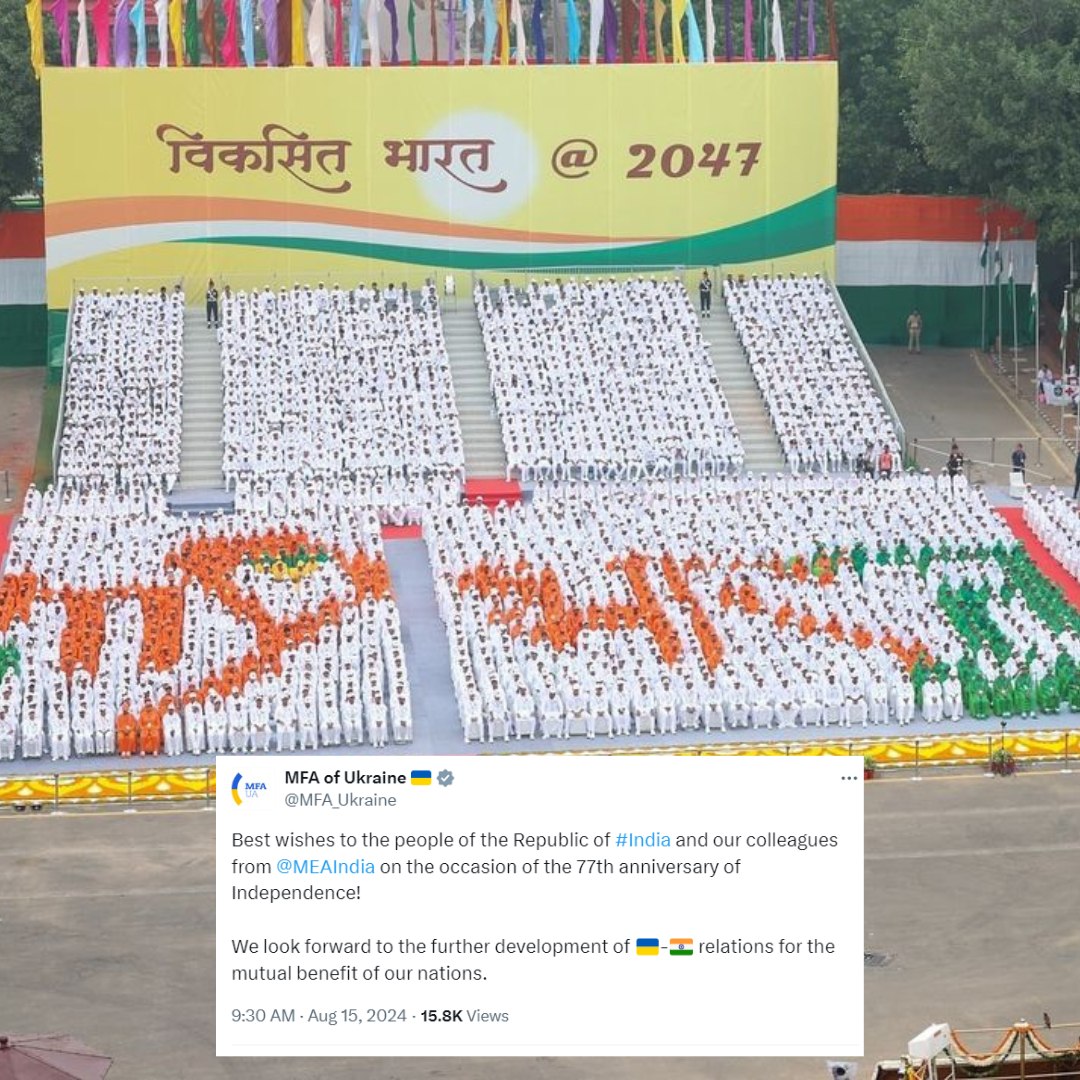 विकसित भारत @ 2047
MFA of Ukraine 🇺🇦
MFA
UA
@MFA_Ukraine
Best wishes to the people of the Republic of #India and our colleagues
from @MEAIndia on the occasion of the 77th anniversary of
Independence!
We look forward to the further development of 🇺🇦-🇮🇳 relations for the
mutual benefit of our nations.
9:30 AM · Aug 15, 2024 · 15.8K Views